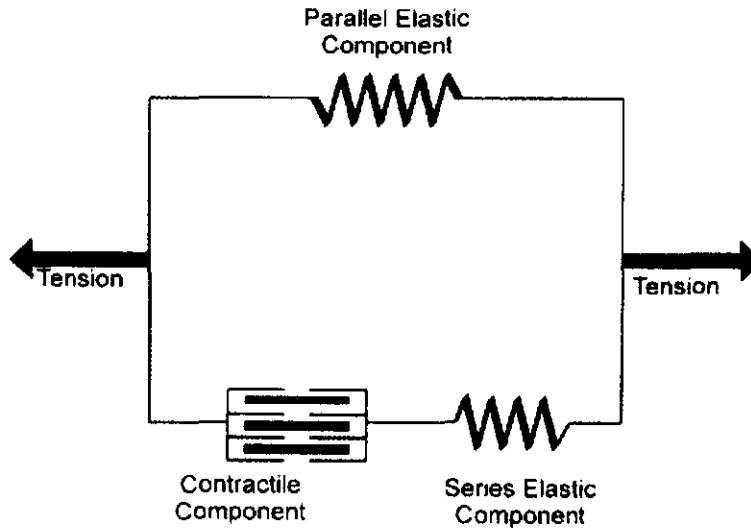 Parallel Elastic
Component
Tension
Tension
Contractile
Component
Series Elastic
Component